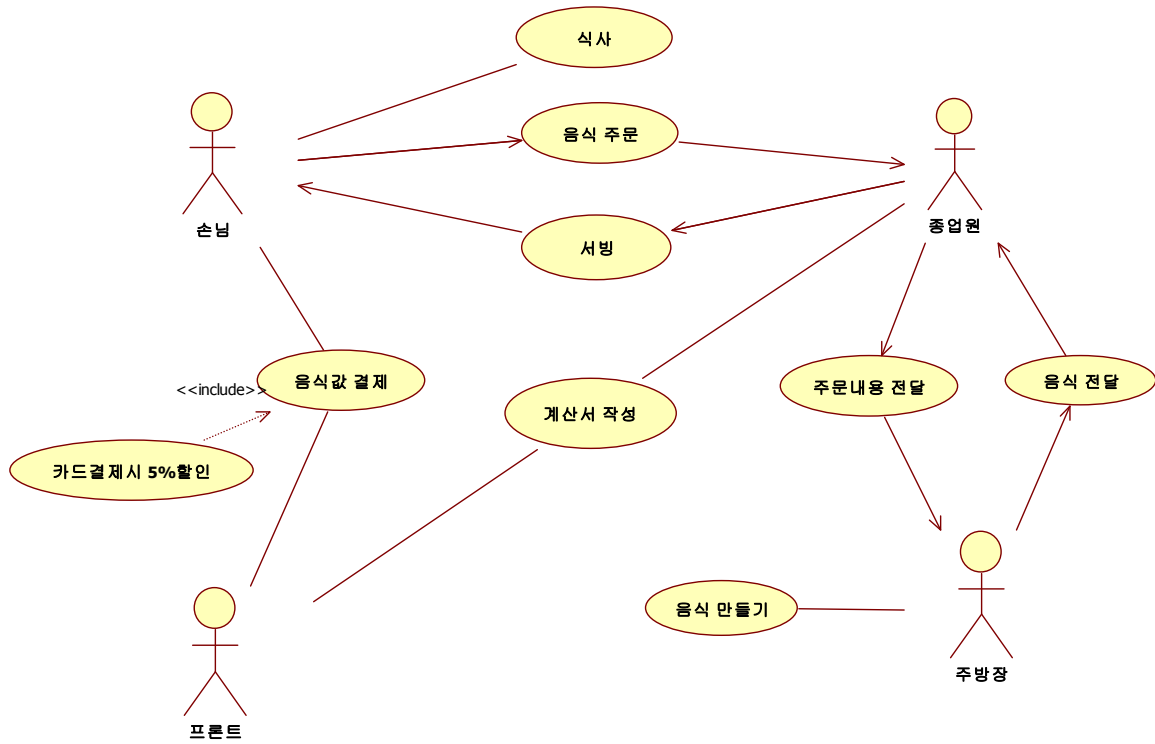 식사
음식 주문
손님
종업원
서빙
음식값 결제
<<include>>
주문내용 전달
음식 전달
계산서 작성
카드결제시 5%할인
음식 만들기
주방장
프론트